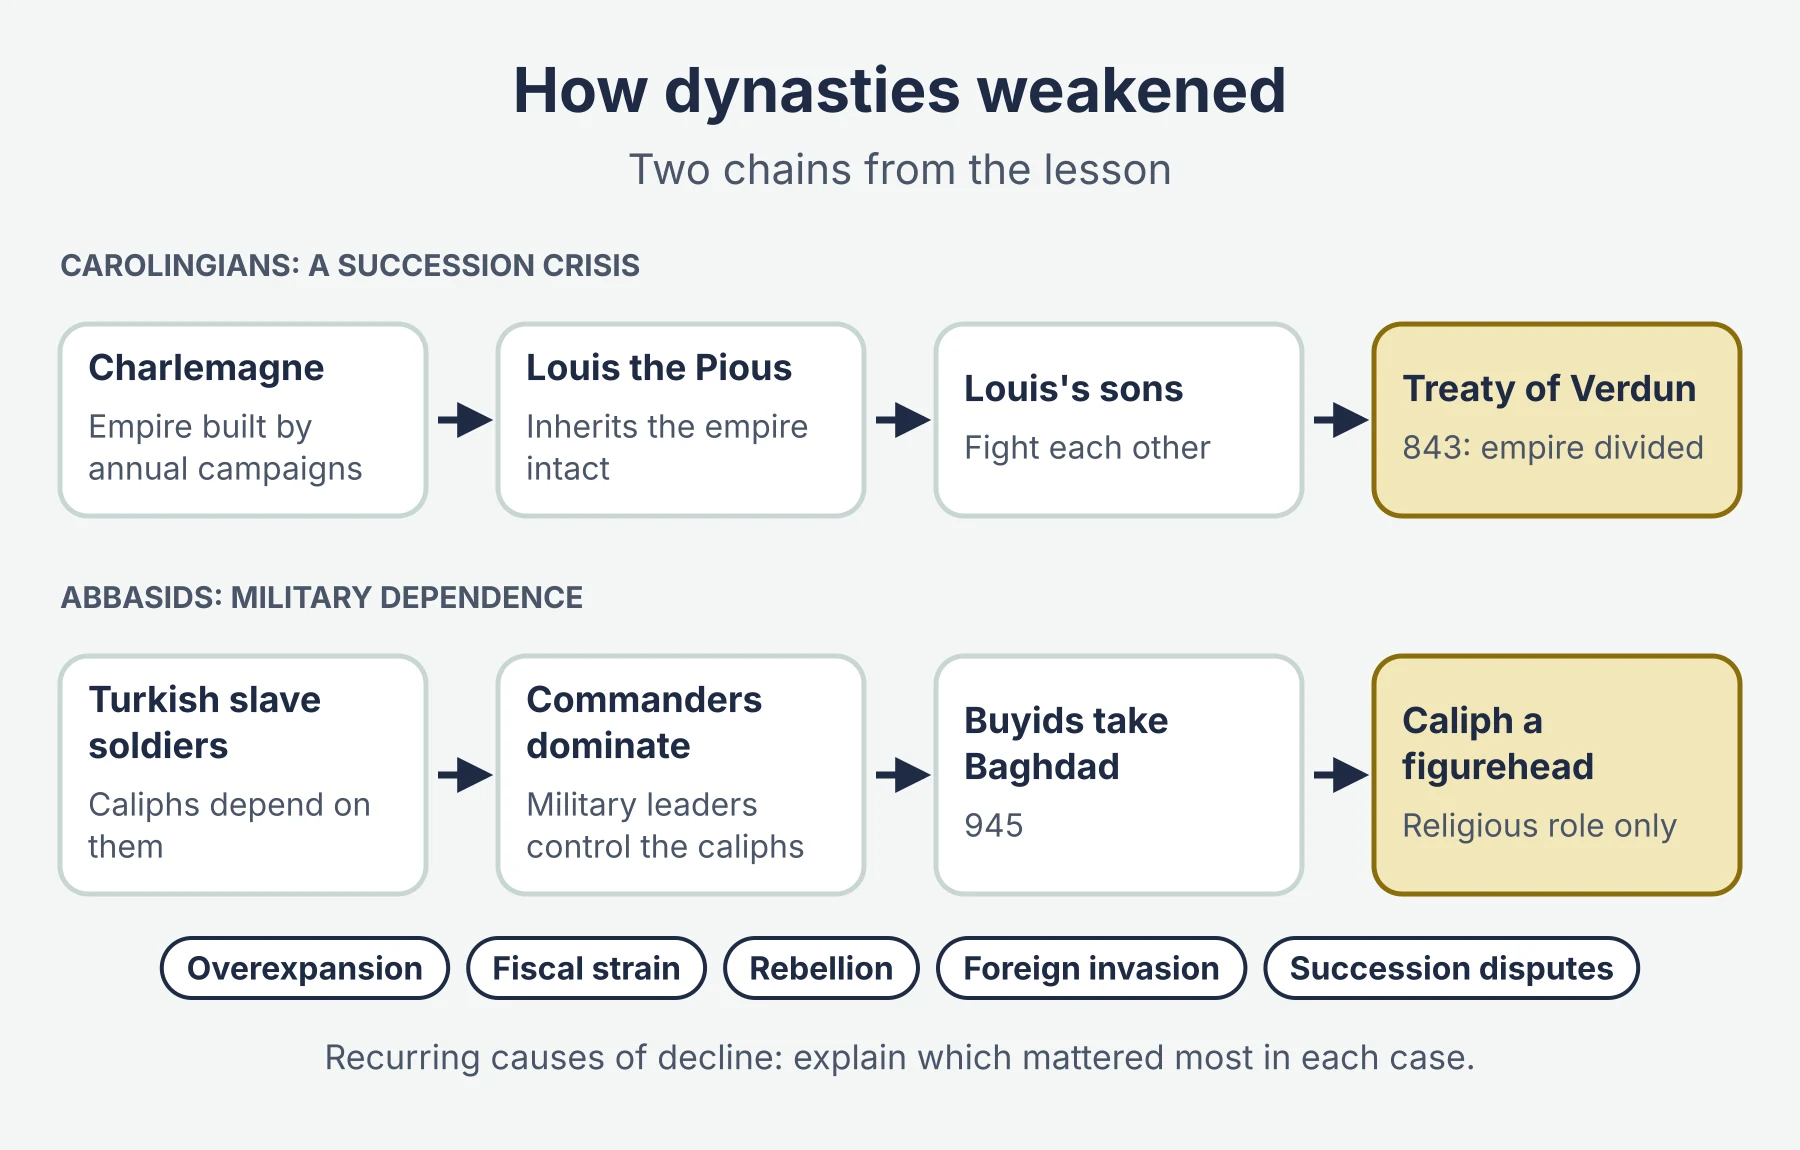 How dynasties weakened
Two chains from the lesson
CAROLINGIANS: A SUCCESSION CRISIS
Charlemagne
Empire built by
annual campaigns
Louis the Pious
Inherits the empire
intact
Louis's sons
Fight each other
Treaty of Verdun
843: empire divided
ABBASIDS: MILITARY DEPENDENCE
Turkish slave
soldiers
Caliphs depend on
them
Commanders
dominate
Military leaders
control the caliphs
Buyids take
Baghdad
945
Caliph a
figurehead
Religious role only
Overexpansion
Fiscal strain
Rebellion
Foreign invasion
Succession disputes
Recurring causes of decline: explain which mattered most in each case.